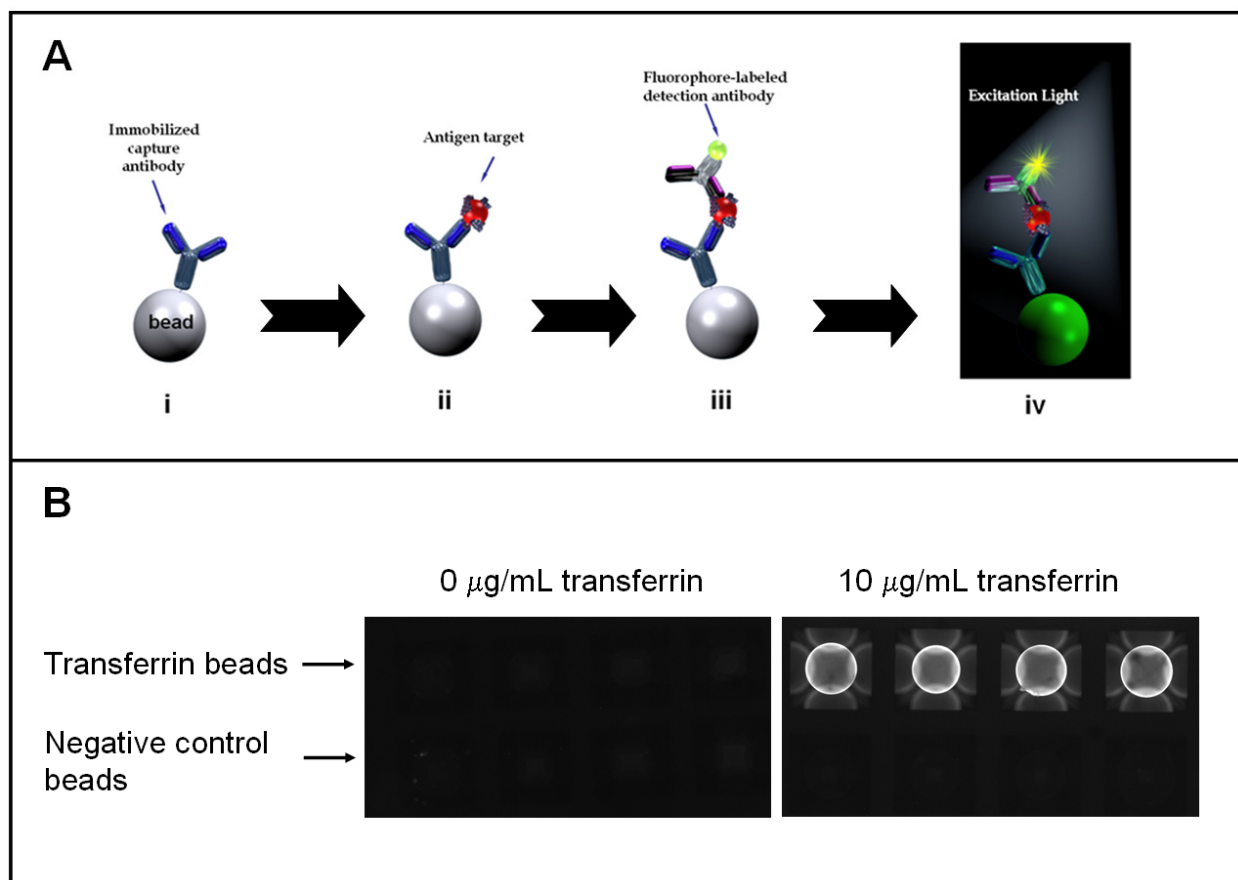 A
Immobilized
capture
antibody
bead
i
Antigen target
ii
Fluorophore-labeled
detection antibody
iii
Excitation Light
iv
B
0 μg/mL transferrin
10 μg/mL transferrin
Transferrin beads
Negative control
beads